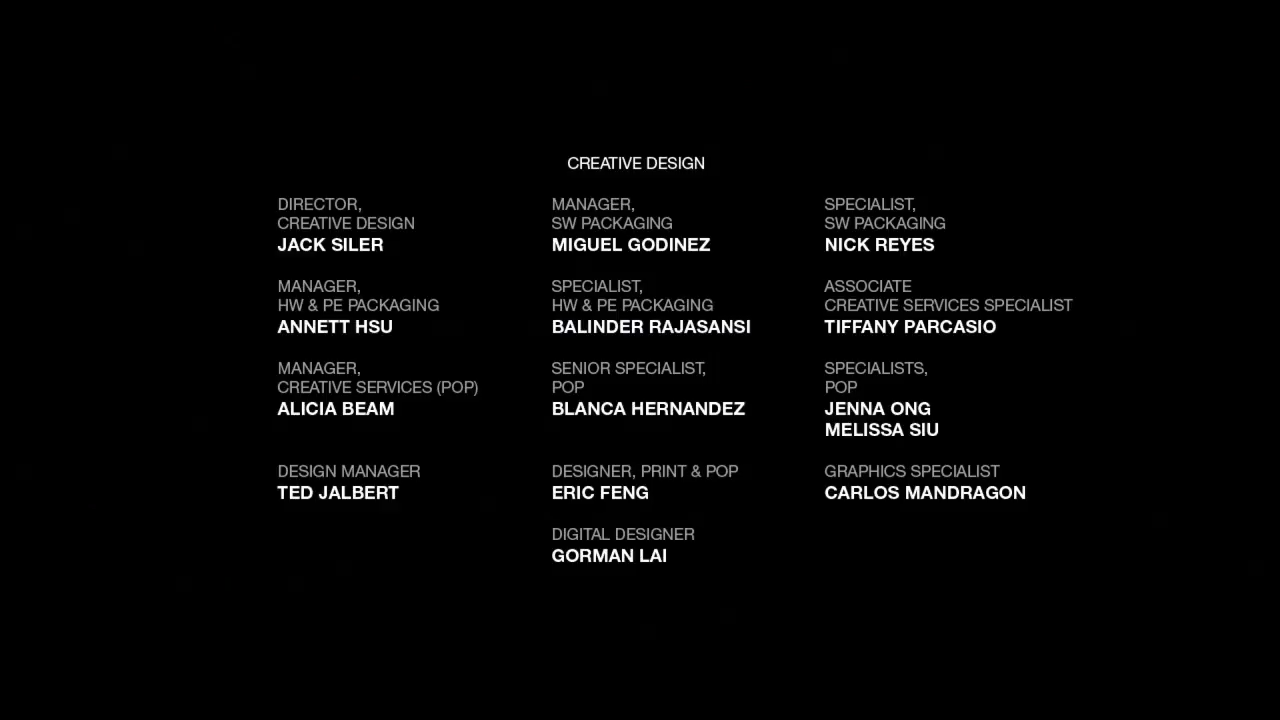 CREATIVE DESIGN
DIRECTOR,
CREATIVE DESIGN
JACK SILER
MANAGER,
SW PACKAGING
MIGUEL GODINEZ
SPECIALIST,
SW PACKAGING
NICK REYES
MANAGER,
HW & PE PACKAGING
ANNETT HSU
SPECIALIST,
HW & PE PACKAGING
BALINDER RAJASANSI
ASSOCIATE
CREATIVE SERVICES SPECIALIST
TIFFANY PARCASIO
MANAGER,
CREATIVE SERVICES (POP)
ALICIA BEAM
SENIOR SPECIALIST,
POP
BLANCA HERNANDEZ
SPECIALISTS,
POP
JENNA ONG
MELISSA SIU
DESIGN MANAGER
TED JALBERT
DESIGNER, PRINT & POP
ERIC FENG
GRAPHICS SPECIALIST
CARLOS MANDRAGON
DIGITAL DESIGNER
GORMAN LAI